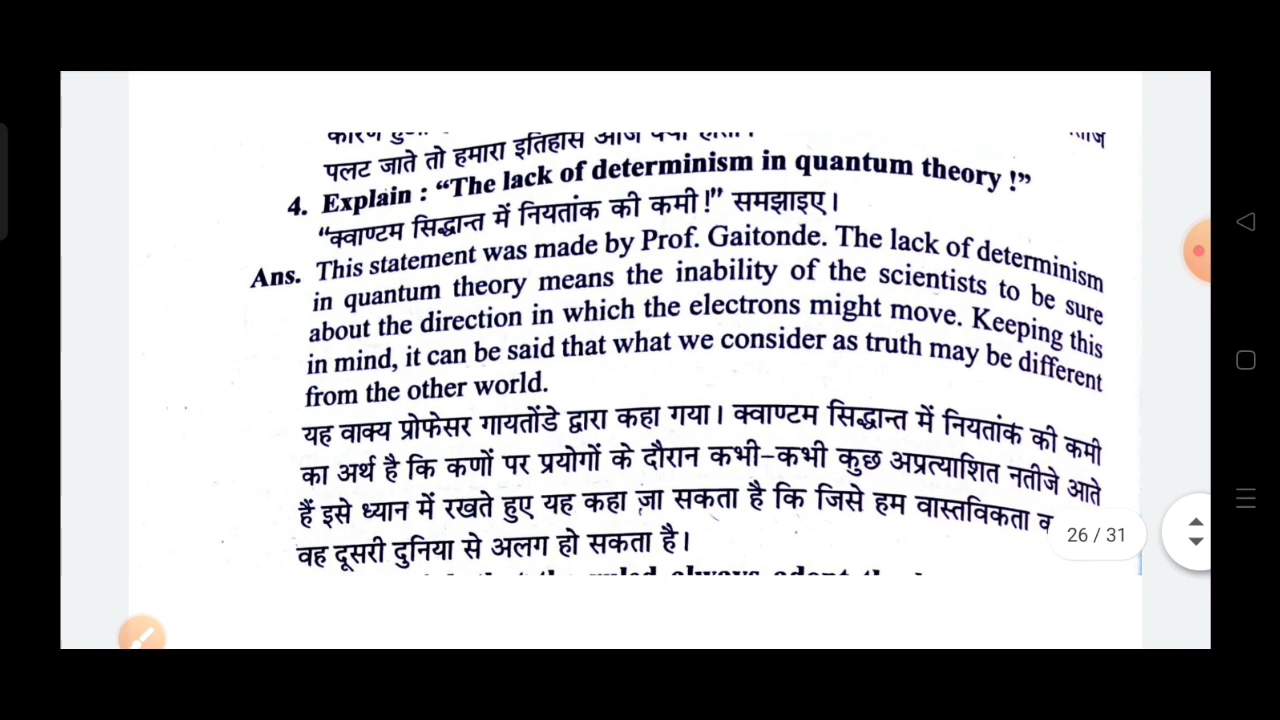 पलट जाते तो हमारा इतिहास आज क्या होता।
4. Explain : “The lack of determinism in quantum theory !”
“क्वाण्टम सिद्धान्त में नियतांक की कमी!” समझाइए।
Ans. This statement was made by Prof. Gaitonde. The lack of determinism
in quantum theory means the inability of the scientists to be sure
about the direction in which the electrons might move. Keeping this
in mind, it can be said that what we consider as truth may be different
from the other world.
यह वाक्य प्रोफेसर गायतोंडे द्वारा कहा गया। क्वाण्टम सिद्धान्त में नियतांक की कमी
का अर्थ है कि कणों पर प्रयोगों के दौरान कभी-कभी कुछ अप्रत्याशित नतीजे आते
हैं इसे ध्यान में रखते हुए यह कहा जा सकता है कि जिसे हम वास्तविकता
वह दूसरी दुनिया से अलग हो सकता है।
26 / 31